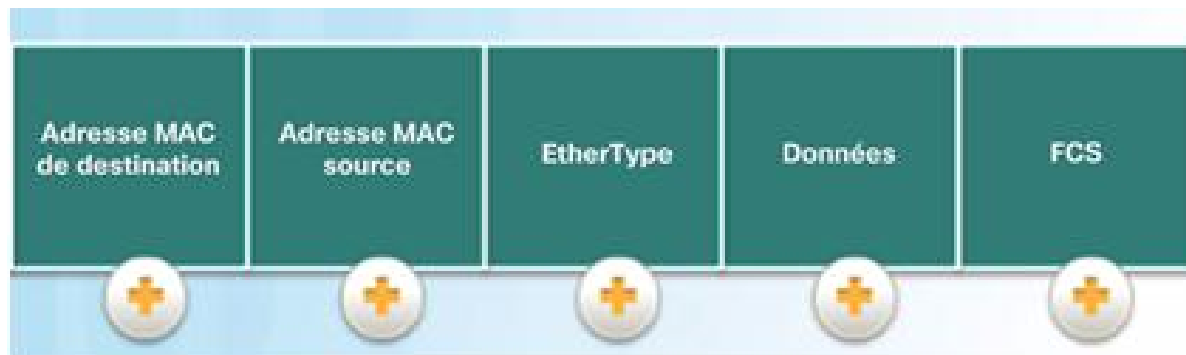 Adresse MAC
de destination
Adresse MAC
source
EtherType
Données
FCS